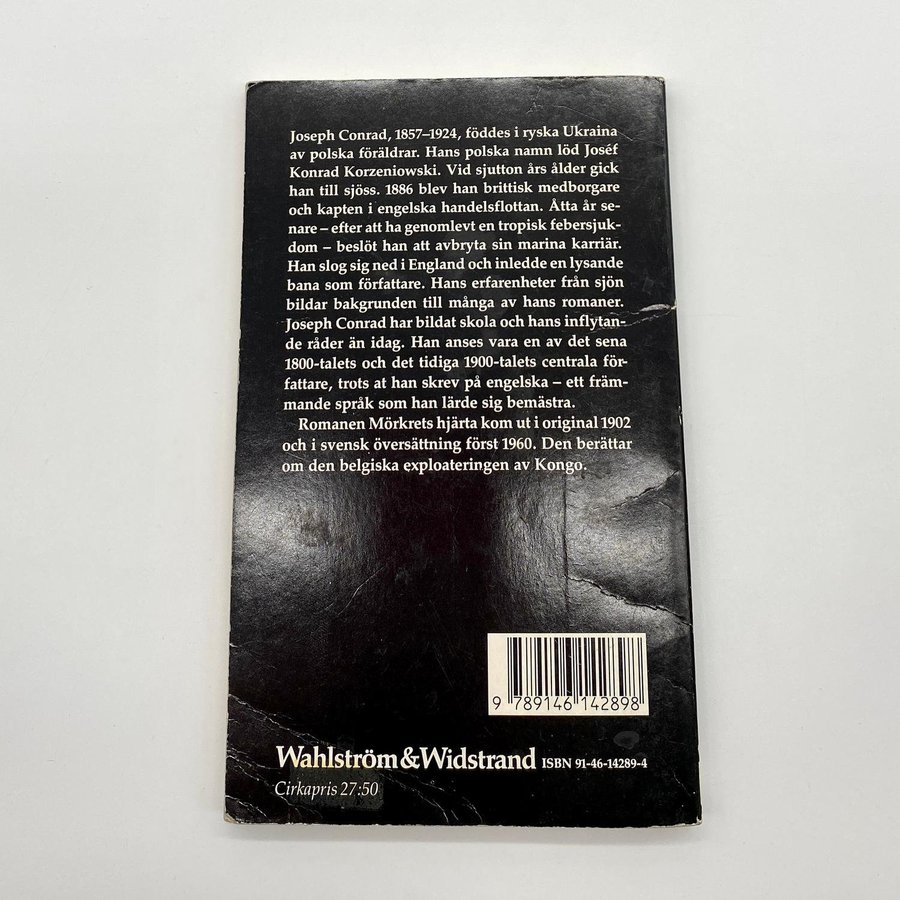 Joseph Conrad, 1857–1924, föddes i ryska Ukraina
av polska föräldrar. Hans polska namn löd Joséf
Konrad Korzeniowski. Vid sjutton års ålder gick
han till sjöss. 1886 blev han brittisk medborgare
och kapten i engelska handelsflottan. Åtta år se-
nare – efter att ha genomlevt en tropisk febersjuk-
dom – beslöt han att avbryta sin marina karriär.
Han slog sig ned i England och inledde en lysande
bana som författare. Hans erfarenheter från sjön
bildar bakgrunden till många av hans romaner.
Joseph Conrad har bildat skola och hans inflytan-
de råder än idag. Han anses vara en av det sena
1800-talets och det tidiga 1900-talets centrala för-
fattare, trots at han skrev på engelska – ett främ-
mande språk som han lärde sig bemästra.
Romanen Mörkrets hjärta kom ut i original 1902
och i svensk översättning först 1960. Den berättar
om den belgiska exploateringen av Kongo.
9 789146 142898
Wahlström&Widstrand ISBN 91-46-14289-4
Cirkapris 27:50